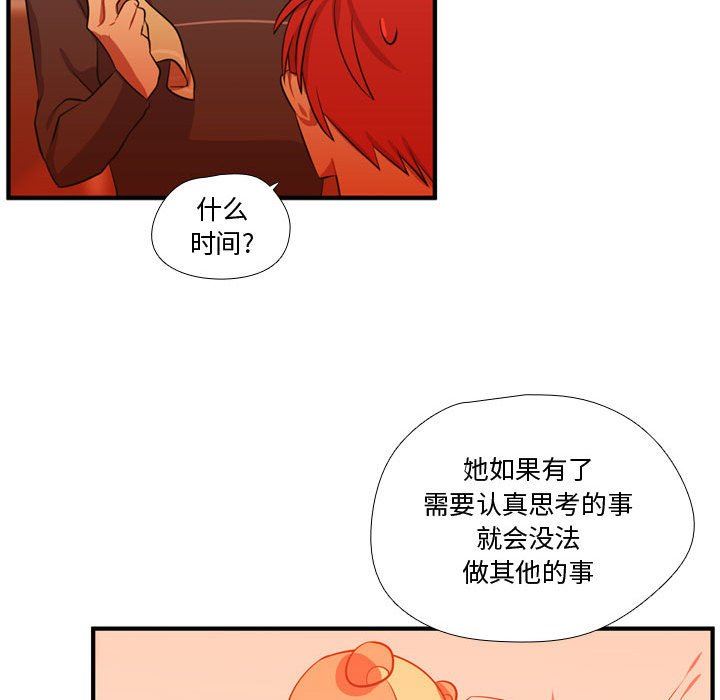 什么
时间?
她如果有了
需要认真思考的事
就会没法
做其他的事